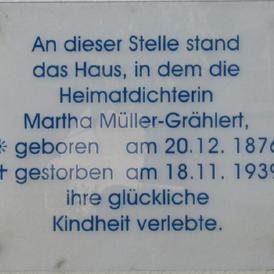 An dieser Stelle stand
das Haus, in dem die
Heimatdichterin
Martha Müller-Grählert,
* geboren am 20.12. 1876
† gestorben am 18.11. 1939
ihre glückliche
Kindheit verlebte.